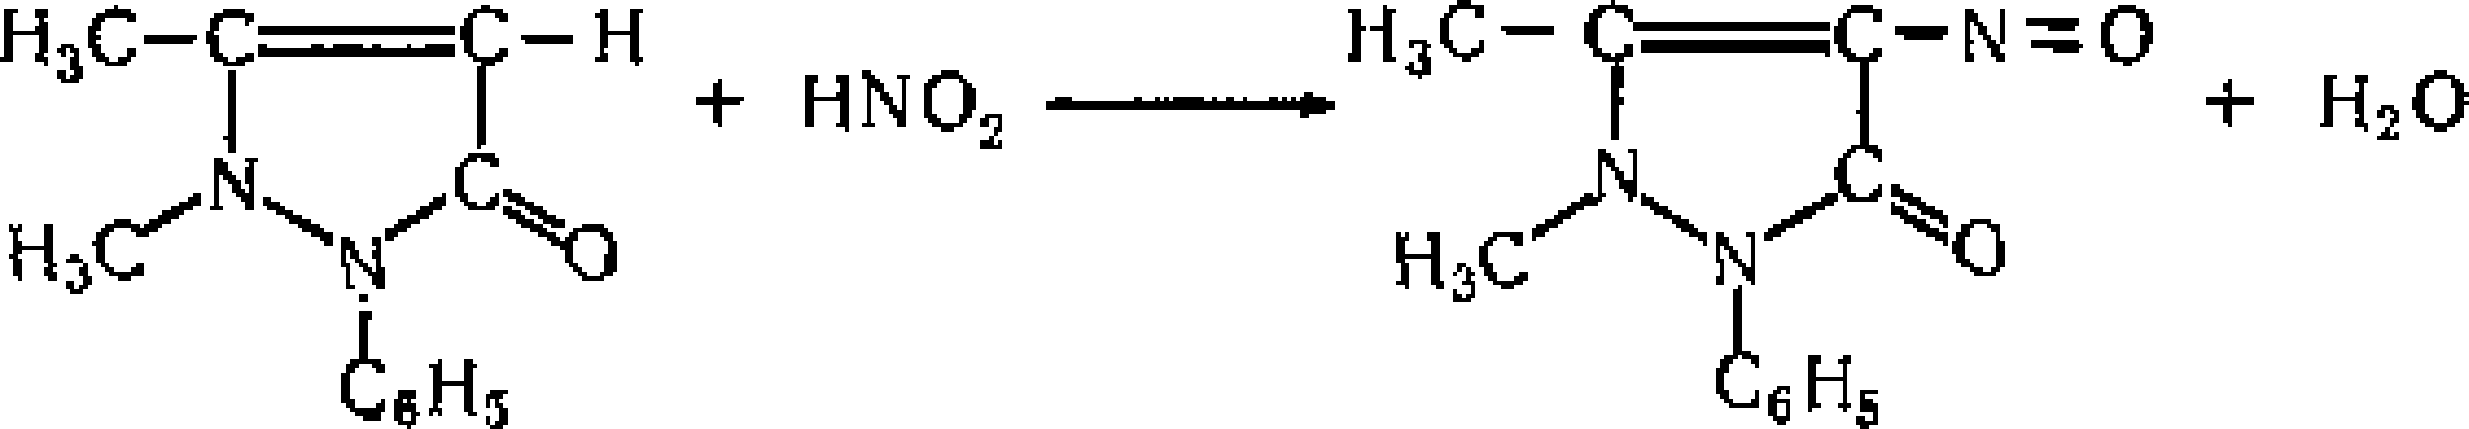 H₃C—C=C—H + HNO₂ → H₃C—C=C—N=O + H₂O
N C N C
H₃C N O H₃C N O
C₆H₅ C₆H₅